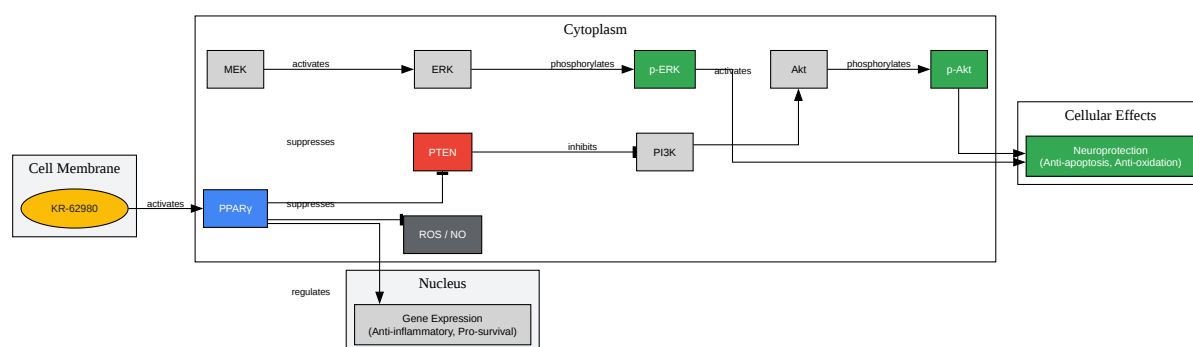 Cytoplasm
MEK
activates
ERK
phosphorylates
p-ERK
activates
Akt
phosphorylates
p-Akt
Cellular Effects
Neuroprotection
(Anti-apoptosis, Anti-oxidation)
suppresses
PTEN
inhibits
PI3K
Cell Membrane
KR-62980
activates
PPARγ
suppresses
ROS / NO
regulates
Nucleus
Gene Expression
(Anti-inflammatory, Pro-survival)